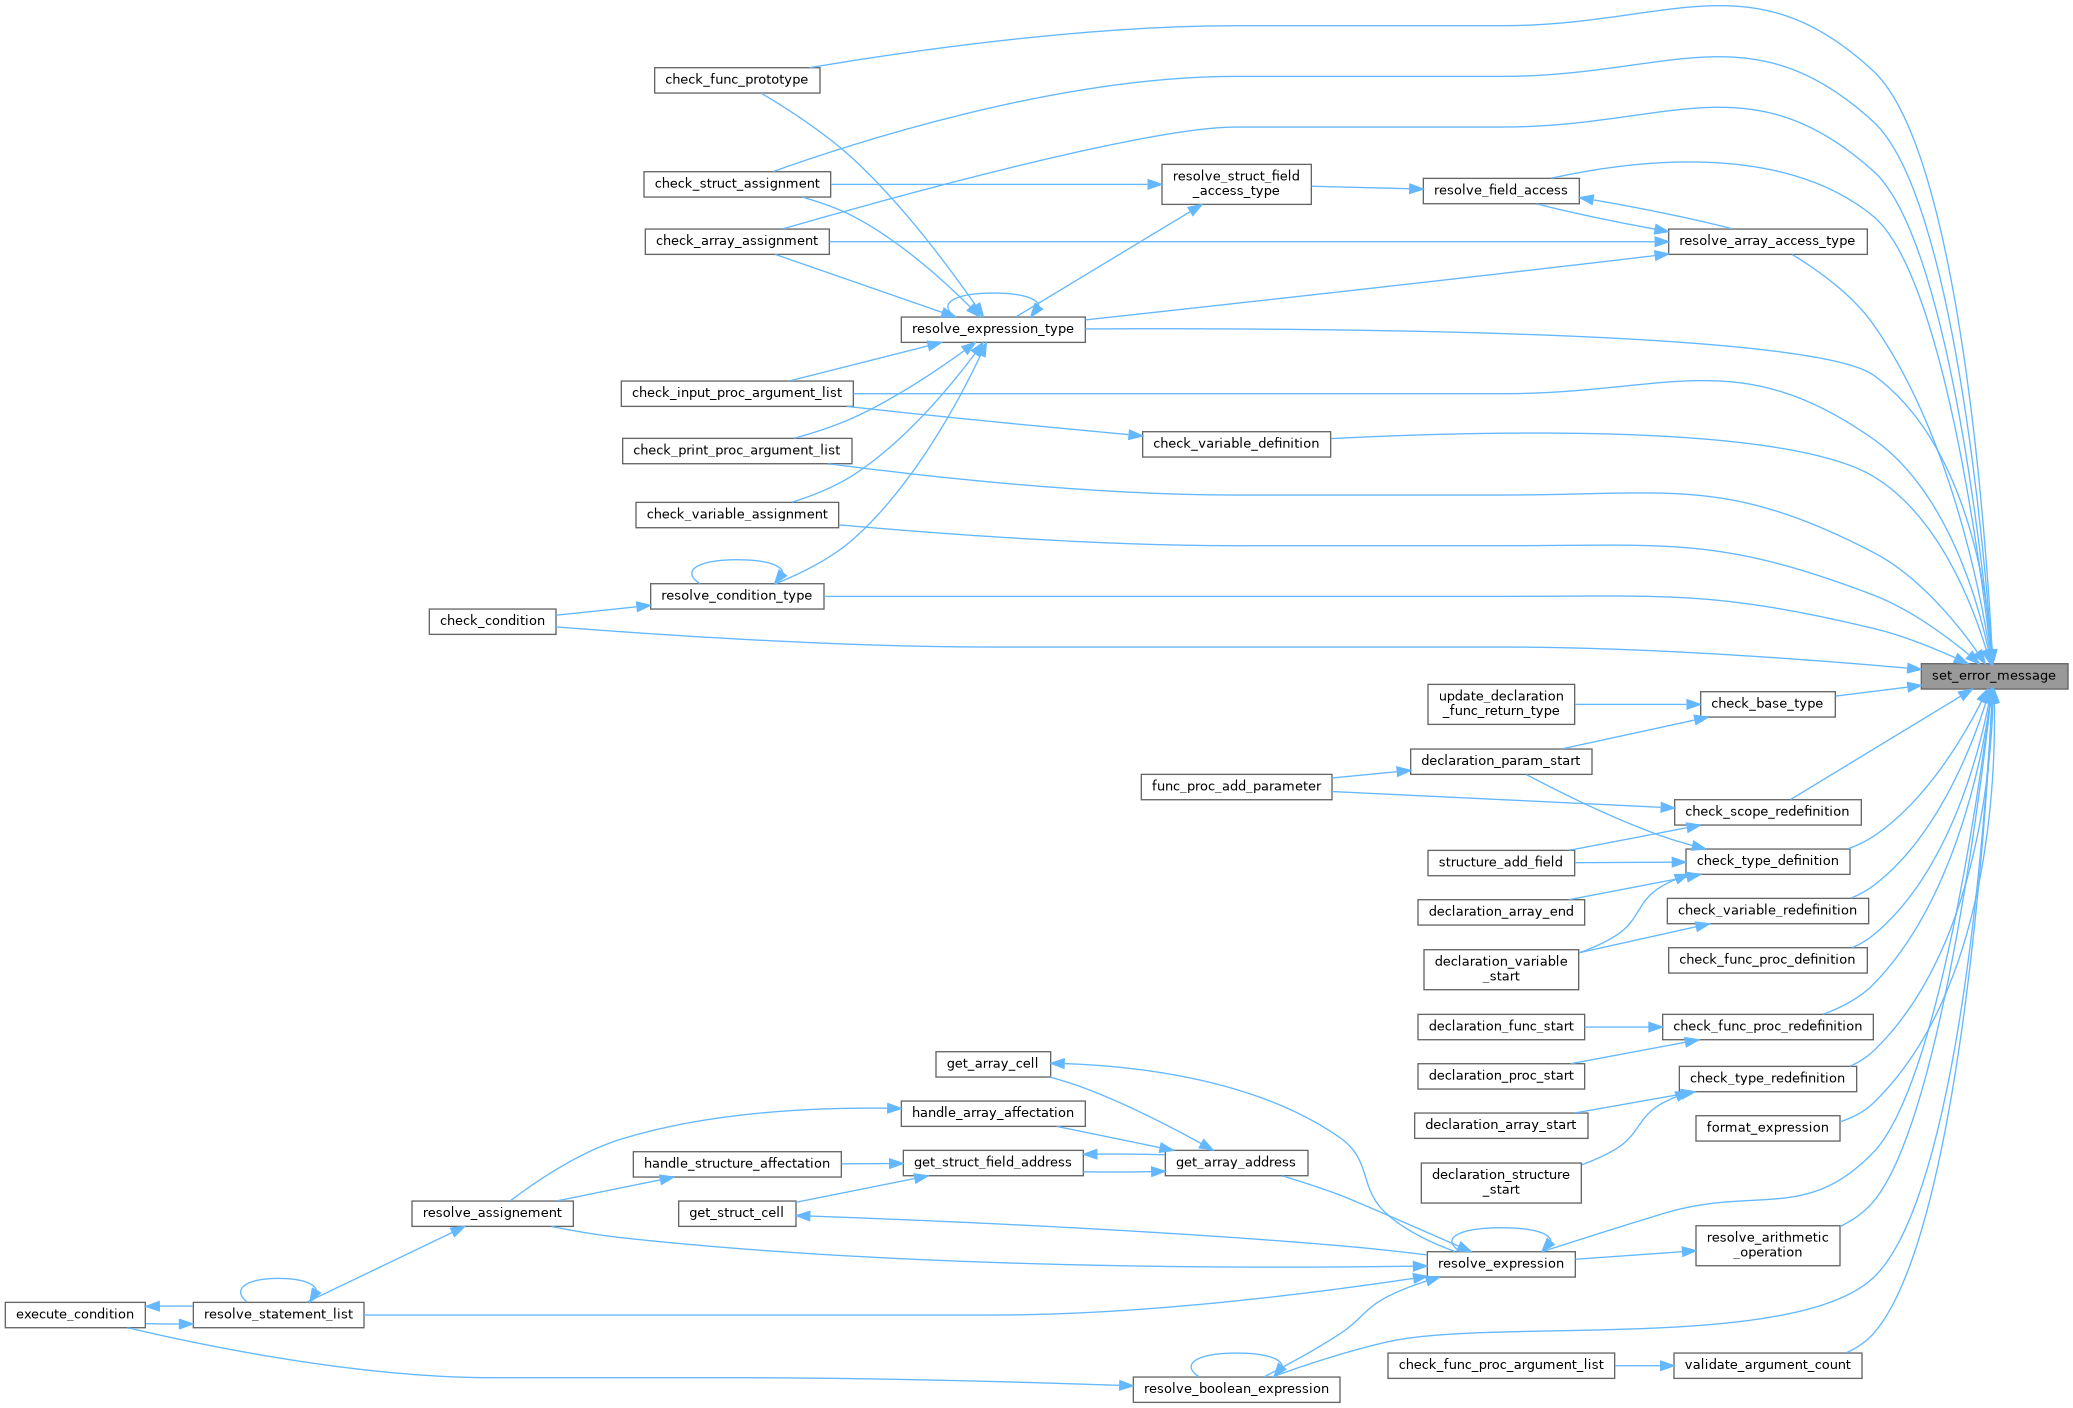 check_func_prototype
check_struct_assignment
resolve_struct_field
_access_type
resolve_field_access
check_array_assignment
resolve_array_access_type
resolve_expression_type
check_input_proc_argument_list
check_variable_definition
check_print_proc_argument_list
check_variable_assignment
resolve_condition_type
check_condition
set_error_message
update_declaration
_func_return_type
check_base_type
declaration_param_start
func_proc_add_parameter
check_scope_redefinition
structure_add_field
check_type_definition
declaration_array_end
check_variable_redefinition
declaration_variable
_start
check_func_proc_definition
declaration_func_start
check_func_proc_redefinition
declaration_proc_start
check_type_redefinition
get_array_cell
handle_array_affectation
declaration_array_start
format_expression
handle_structure_affectation
get_struct_field_address
get_array_address
declaration_structure
_start
resolve_assignement
get_struct_cell
resolve_arithmetic
_operation
resolve_expression
execute_condition
resolve_statement_list
check_func_proc_argument_list
validate_argument_count
resolve_boolean_expression